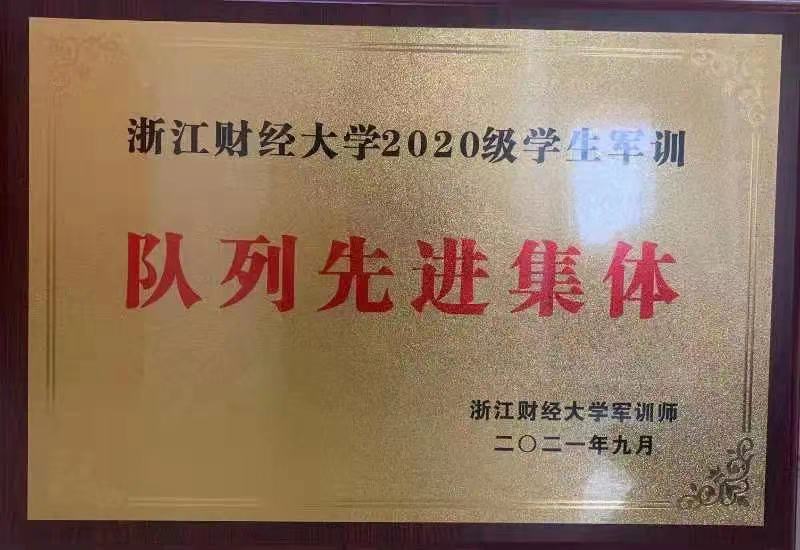 浙江财经大学2020级学生军训
队列先进集体
浙江财经大学军训师
二〇二一年九月